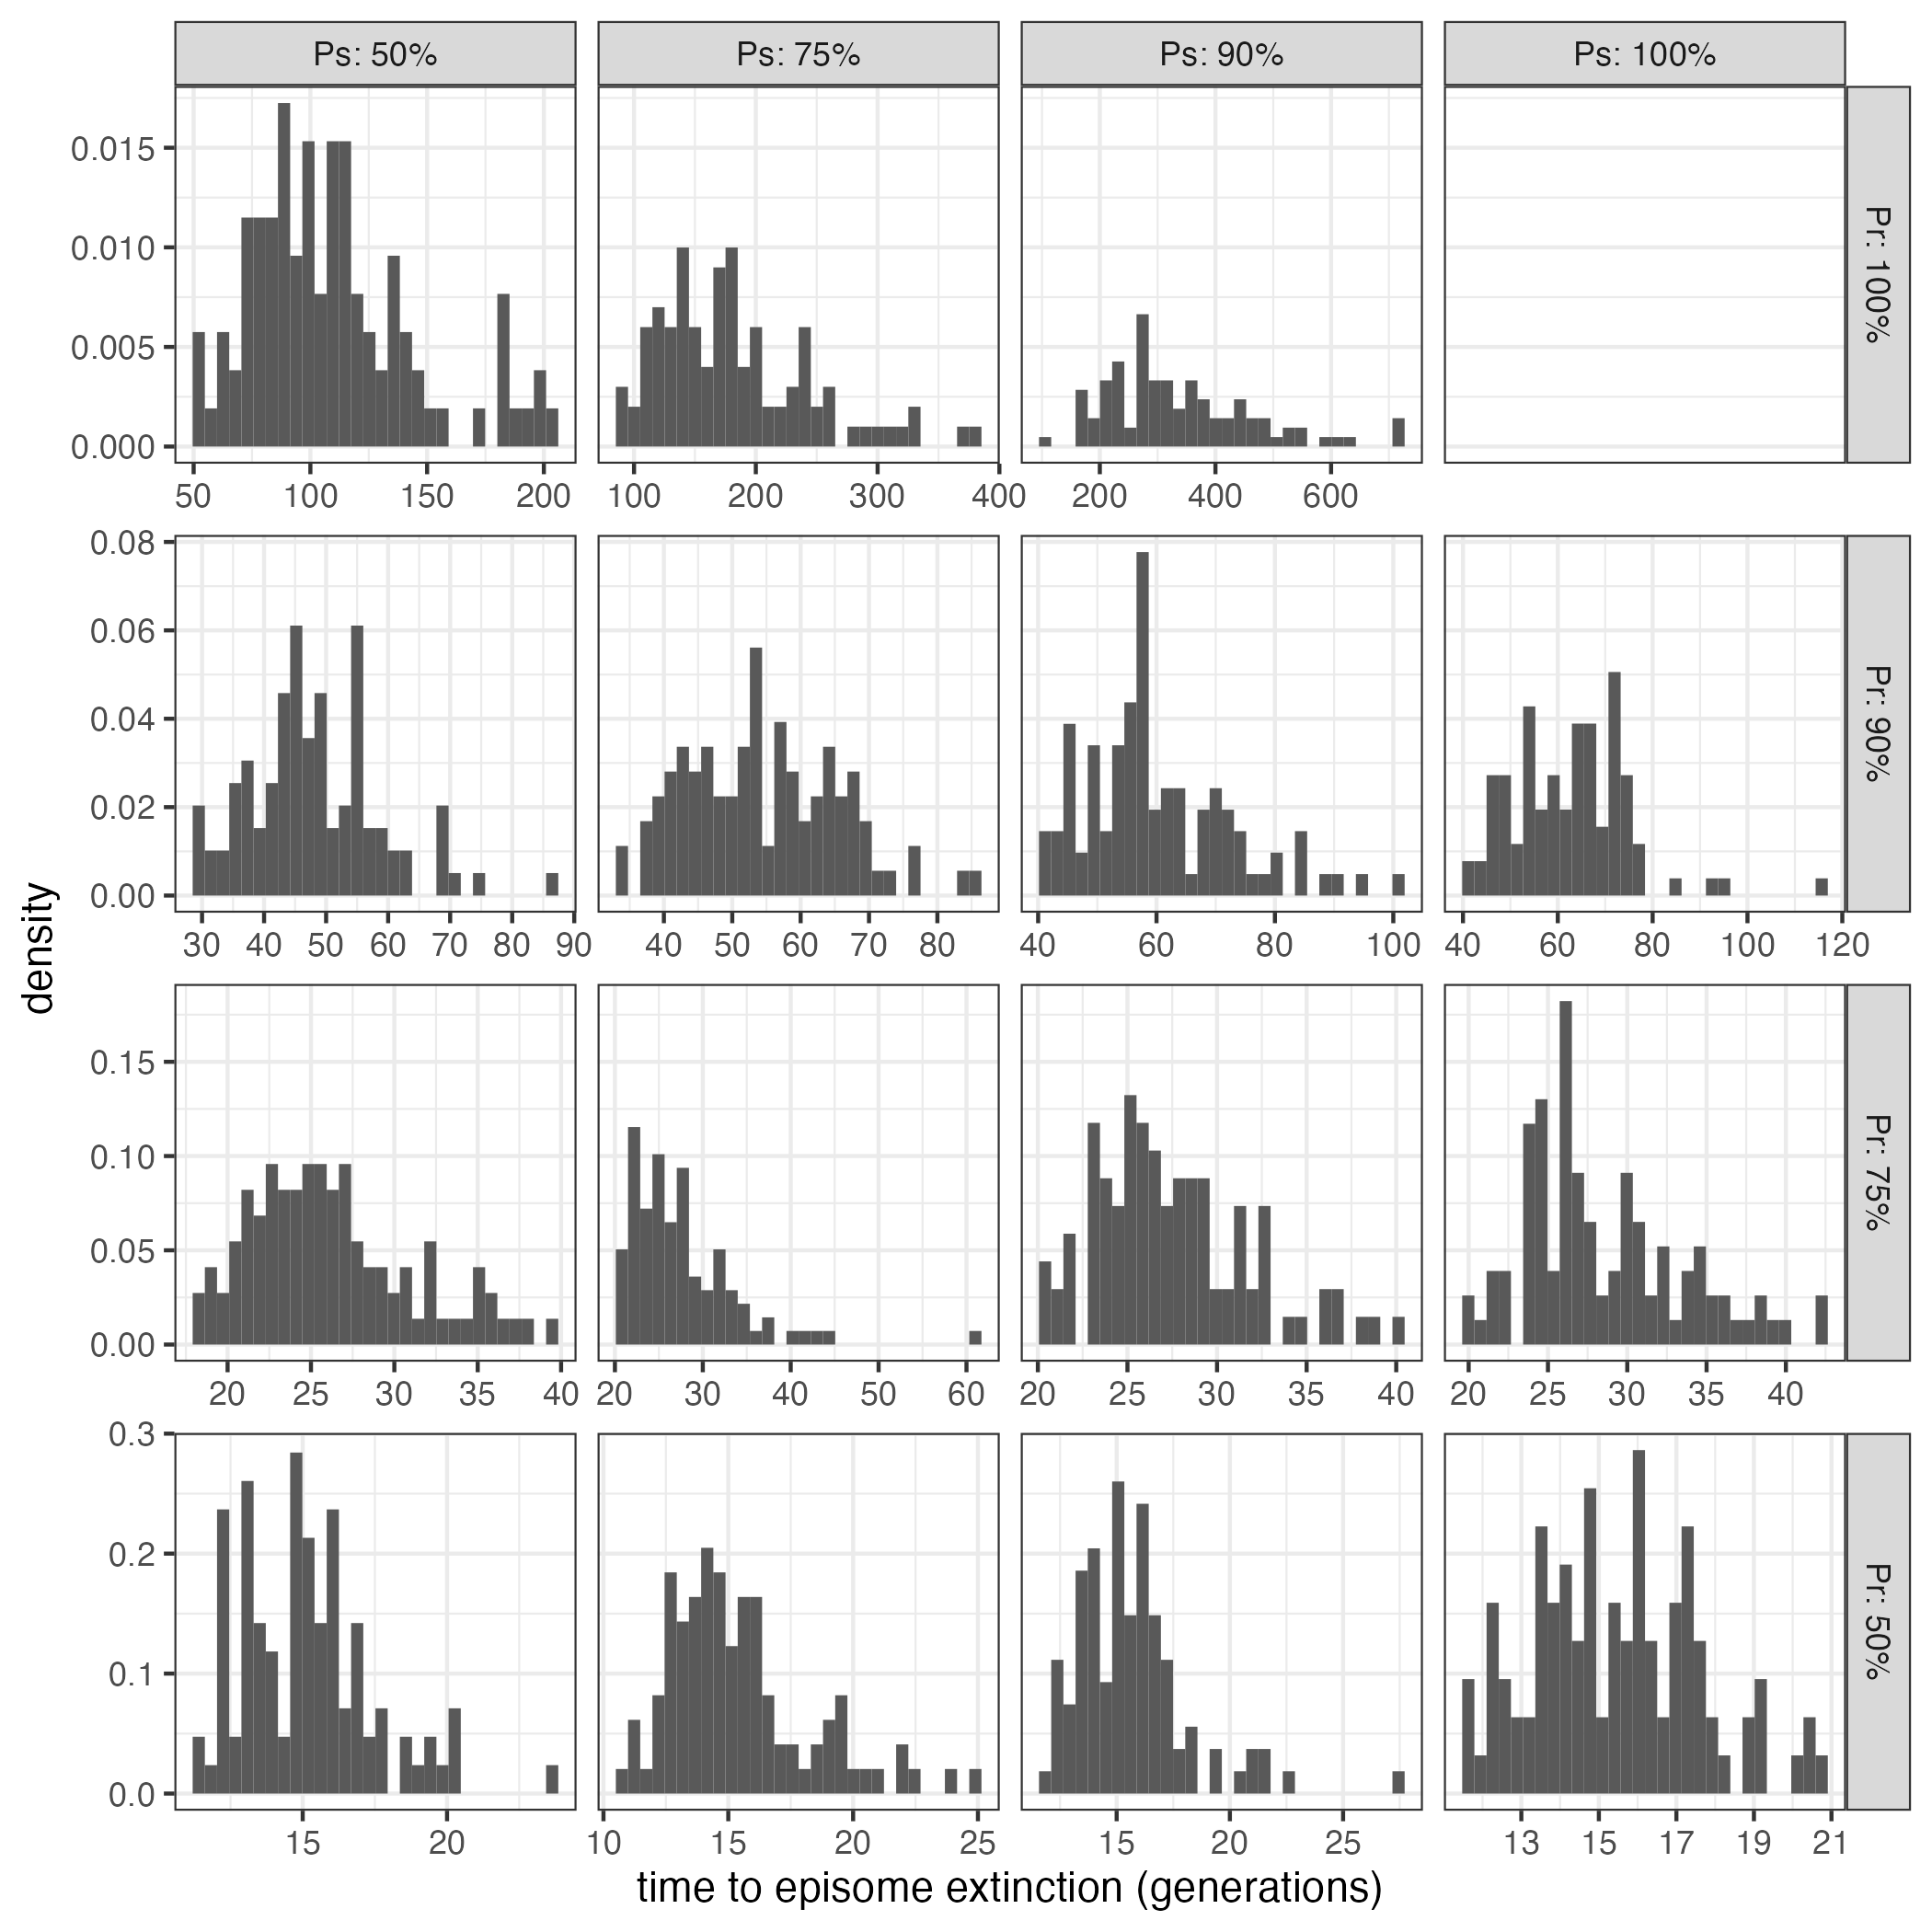 Ps: 50% Ps: 75% Ps: 90% Ps: 100%
0.015
0.010
0.005
0.000
Pr: 100%
50 100 150 200 100 200 300 400 200 400 600
0.08
0.06
0.04
0.02
0.00
Pr: 90%
30 40 50 60 70 80 90 40 50 60 70 80 40 60 80 100 40 60 80 100 120
density
0.15
0.10
0.05
0.00
Pr: 75%
20 25 30 35 40 20 30 40 50 60 20 25 30 35 40 20 25 30 35 40
0.3
0.2
0.1
0.0
Pr: 50%
15 20 10 15 20 25 15 20 25 13 15 17 19 21
time to episome extinction (generations)